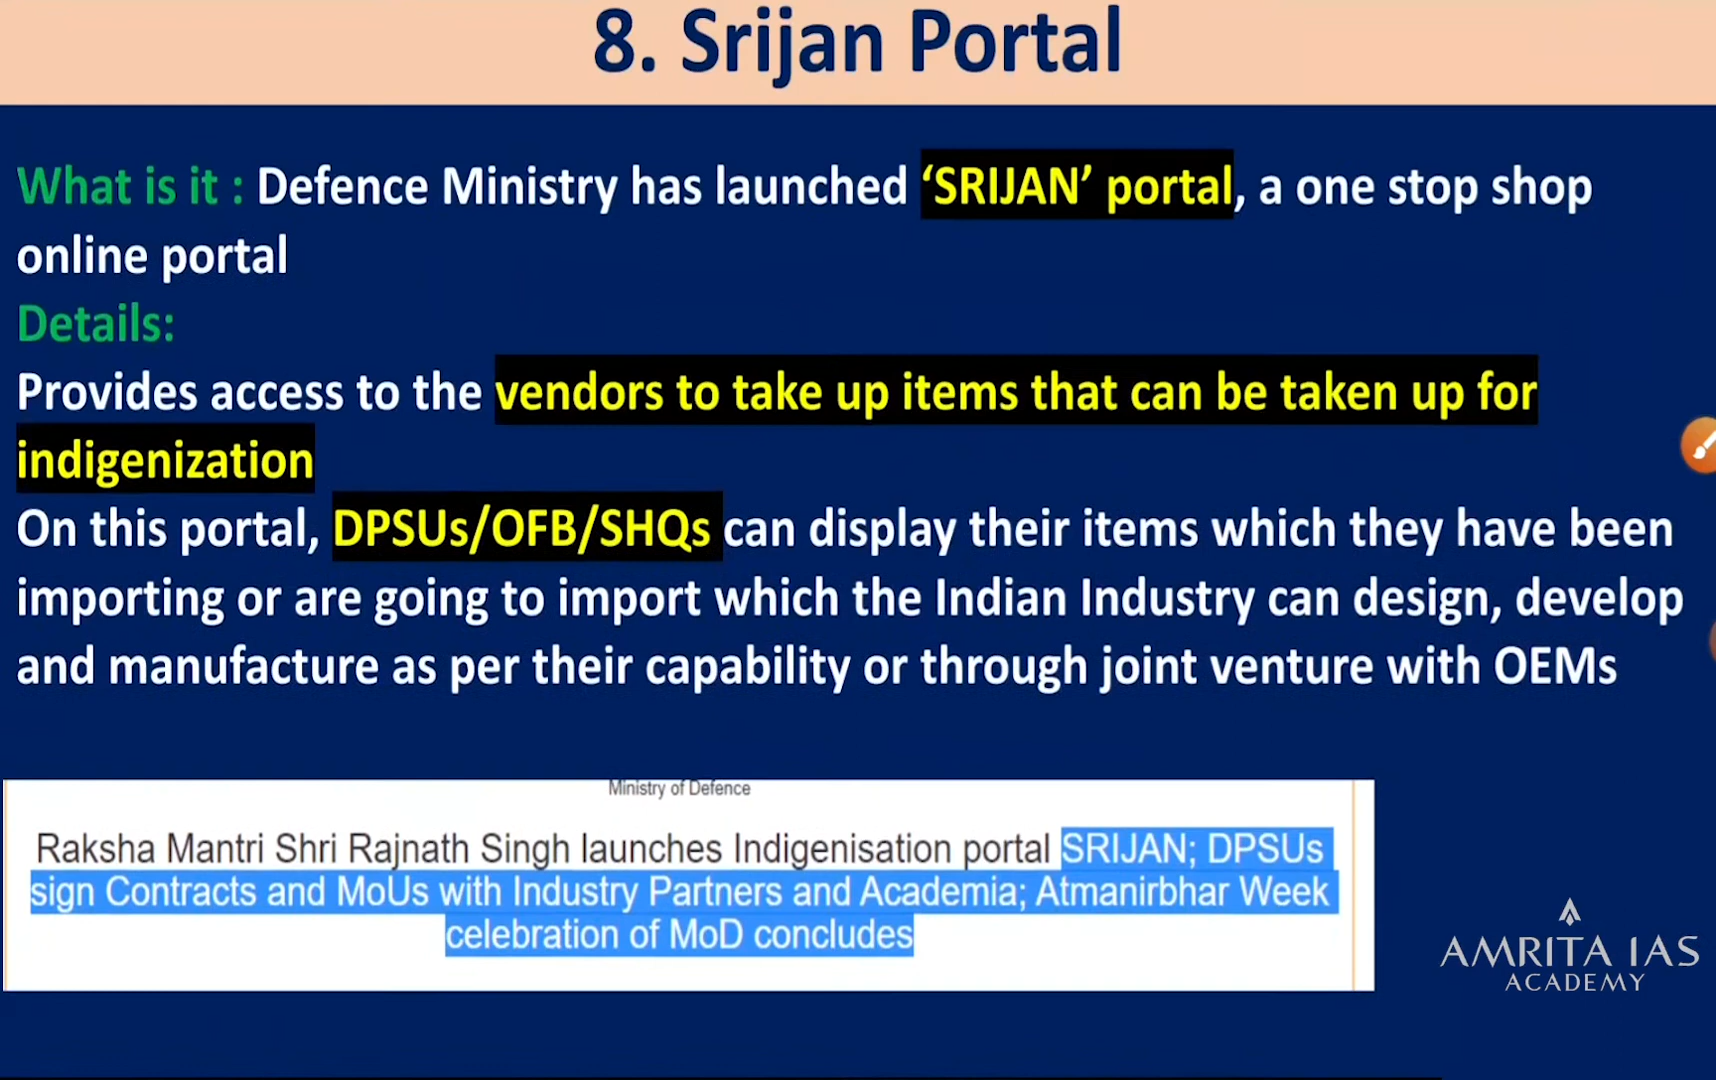 8. Srijan Portal
What is it : Defence Ministry has launched ‘SRIJAN’ portal, a one stop shop
online portal
Details:
Provides access to the vendors to take up items that can be taken up for
indigenization
On this portal, DPSUs/OFB/SHQs can display their items which they have been
importing or are going to import which the Indian Industry can design, develop
and manufacture as per their capability or through joint venture with OEMs
Ministry of Defence
Raksha Mantri Shri Rajnath Singh launches Indigenisation portal SRIJAN; DPSUs
sign Contracts and MoUs with Industry Partners and Academia; Atmanirbhar Week
celebration of MoD concludes
AMRITA IAS
ACADEMY